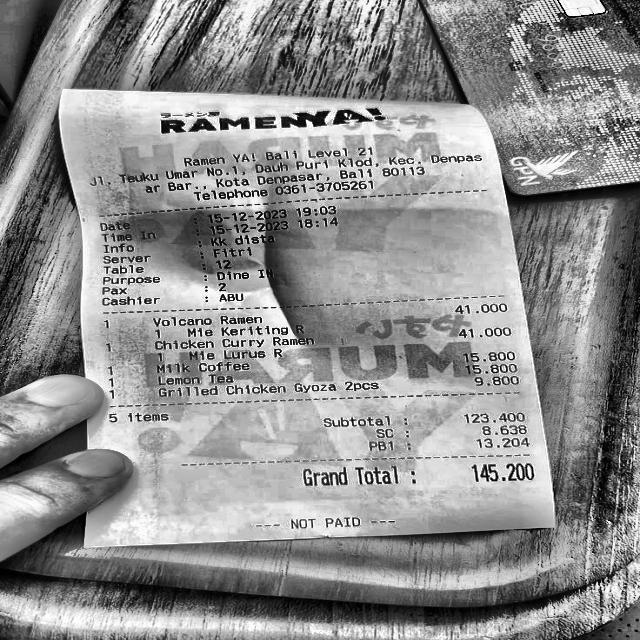 RAMENYA!
Ramen YA! Bali Level 21
Jl. Teuku Umar No.1, Dauh Puri Klod, Kec. Denpas
ar Bar., Kota Denpasar, Bali 80113
Telephone 0361-3705261
Date : 15-12-2023 19:03
Time In : 15-12-2023 18:14
Info : KK dista
Server : Fitri
Table : 12
Purpose : Dine IN
Pax : 2
Cashier : ABU
1 Volcano Ramen 41.000
1 Mie Keriting R
1 Chicken Curry Ramen 41.000
1 Mie Lurus R
1 Milk Coffee 15.800
1 Lemon Tea 15.800
1 Grilled Chicken Gyoza 2pcs 9.800
5 items
Subtotal : 123.400
SC : 8.638
PB1 : 13.204
Grand Total : 145.200
--- NOT PAID ---
GPN